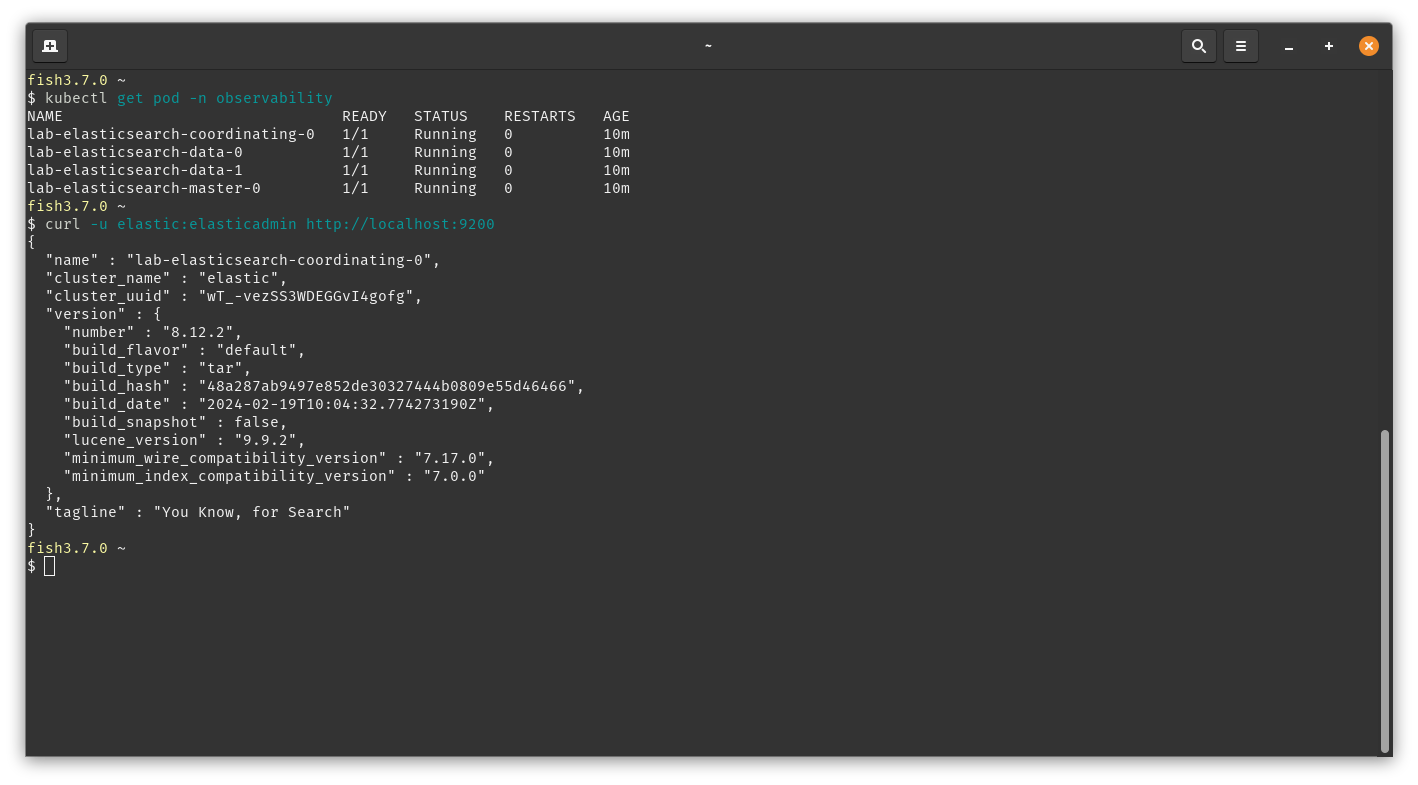 ~
fish3.7.0 ~
$ kubectl get pod -n observability
NAME                               READY   STATUS    RESTARTS   AGE
lab-elasticsearch-coordinating-0   1/1     Running   0          10m
lab-elasticsearch-data-0           1/1     Running   0          10m
lab-elasticsearch-data-1           1/1     Running   0          10m
lab-elasticsearch-master-0         1/1     Running   0          10m
fish3.7.0 ~
$ curl -u elastic:elasticadmin http://localhost:9200
{
  "name" : "lab-elasticsearch-coordinating-0",
  "cluster_name" : "elastic",
  "cluster_uuid" : "wT_-vezSS3WDEGGvI4gofg",
  "version" : {
    "number" : "8.12.2",
    "build_flavor" : "default",
    "build_type" : "tar",
    "build_hash" : "48a287ab9497e852de30327444b0809e55d46466",
    "build_date" : "2024-02-19T10:04:32.774273190Z",
    "build_snapshot" : false,
    "lucene_version" : "9.9.2",
    "minimum_wire_compatibility_version" : "7.17.0",
    "minimum_index_compatibility_version" : "7.0.0"
  },
  "tagline" : "You Know, for Search"
}
fish3.7.0 ~
$